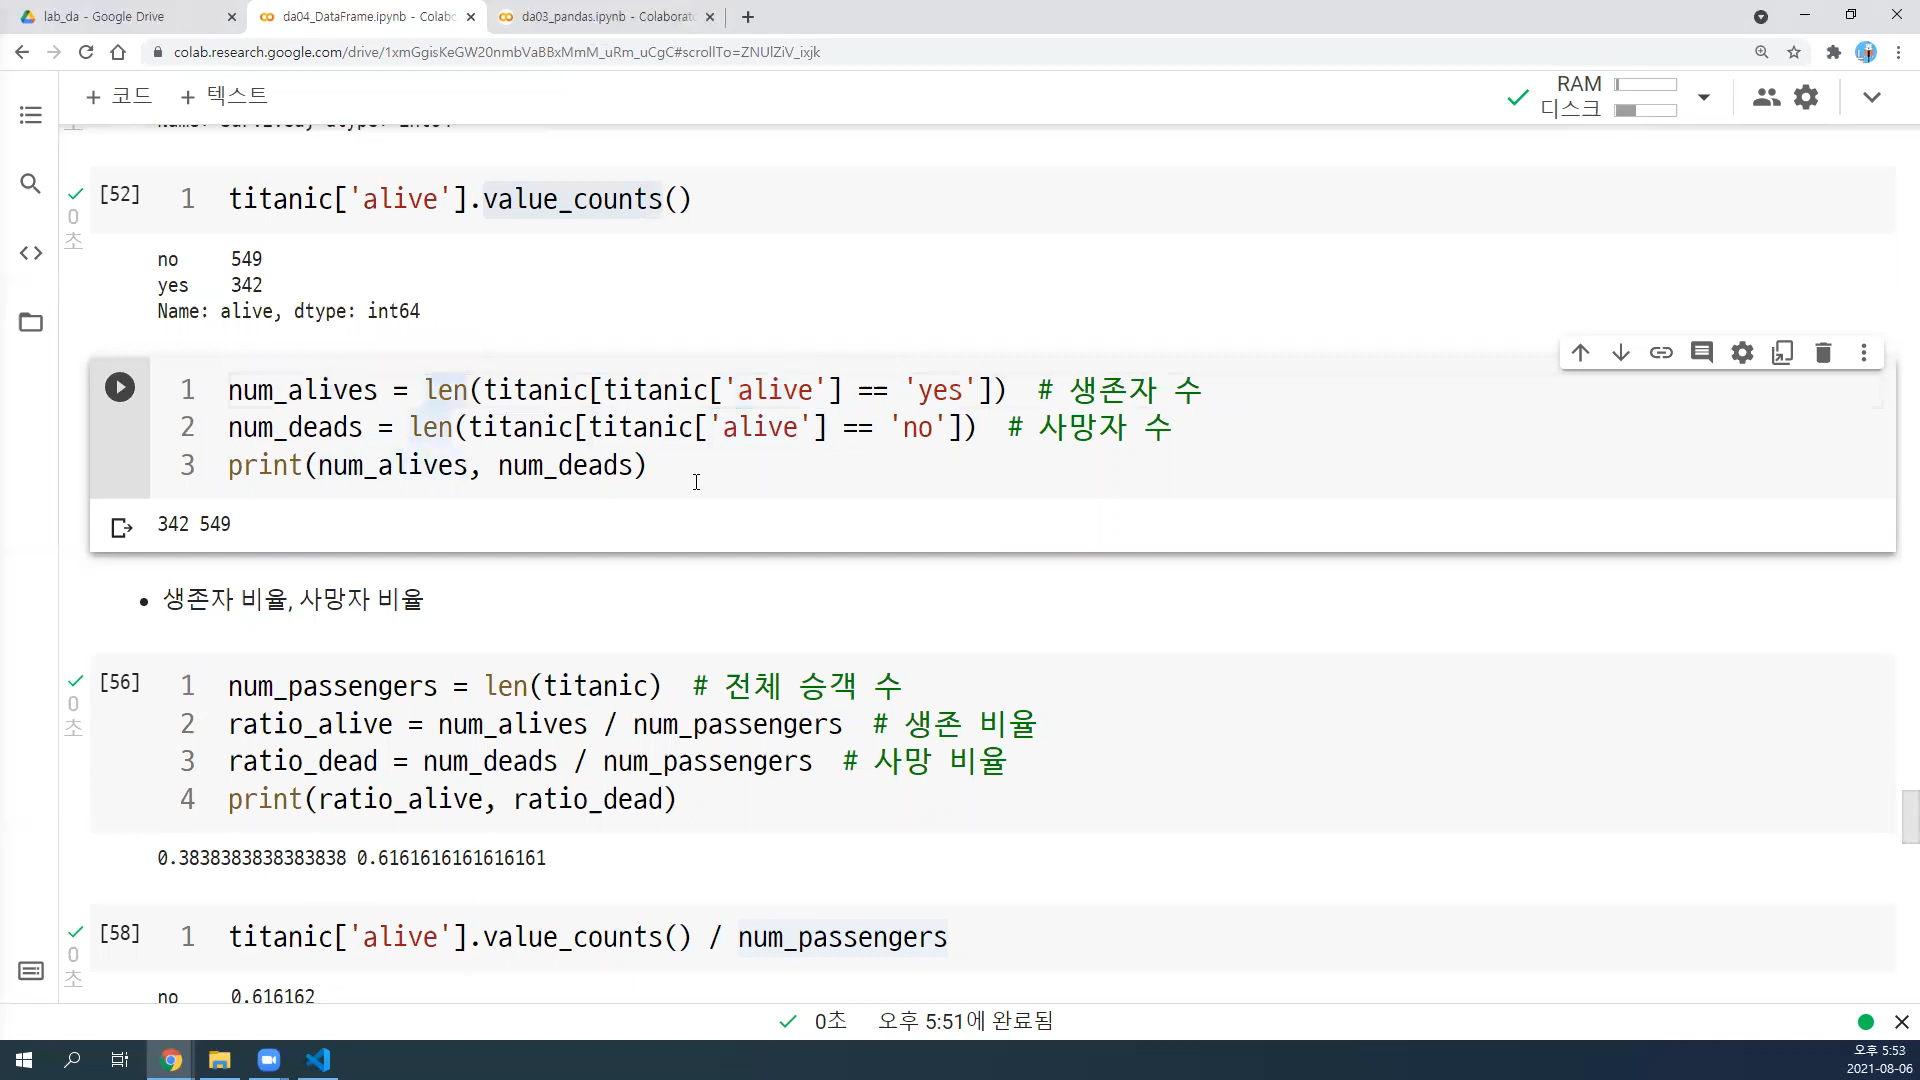 lab_da - Google Drive
da04_DataFrame.ipynb - Colab
da03_pandas.ipynb - Colaborat
colab.research.google.com/drive/1xmGgisKeGW20nmbVaBBxMmM_uRm_uCgC#scrollTo=ZNUlZiV_ixjk
+ 코드 + 텍스트
RAM
디스크
[52] 1 titanic['alive'].value_counts()
0
초
no 549
yes 342
Name: alive, dtype: int64
1 num_alives = len(titanic[titanic['alive'] == 'yes']) # 생존자 수
2 num_deads = len(titanic[titanic['alive'] == 'no']) # 사망자 수
3 print(num_alives, num_deads)
342 549
• 생존자 비율, 사망자 비율
[56] 1 num_passengers = len(titanic) # 전체 승객 수
0
초
2 ratio_alive = num_alives / num_passengers # 생존 비율
3 ratio_dead = num_deads / num_passengers # 사망 비율
4 print(ratio_alive, ratio_dead)
0.3838383838383838 0.6161616161616161
[58] 1 titanic['alive'].value_counts() / num_passengers
0
초
no 0.616162
0초 오후 5:51에 완료됨
오후 5:53
2021-08-06